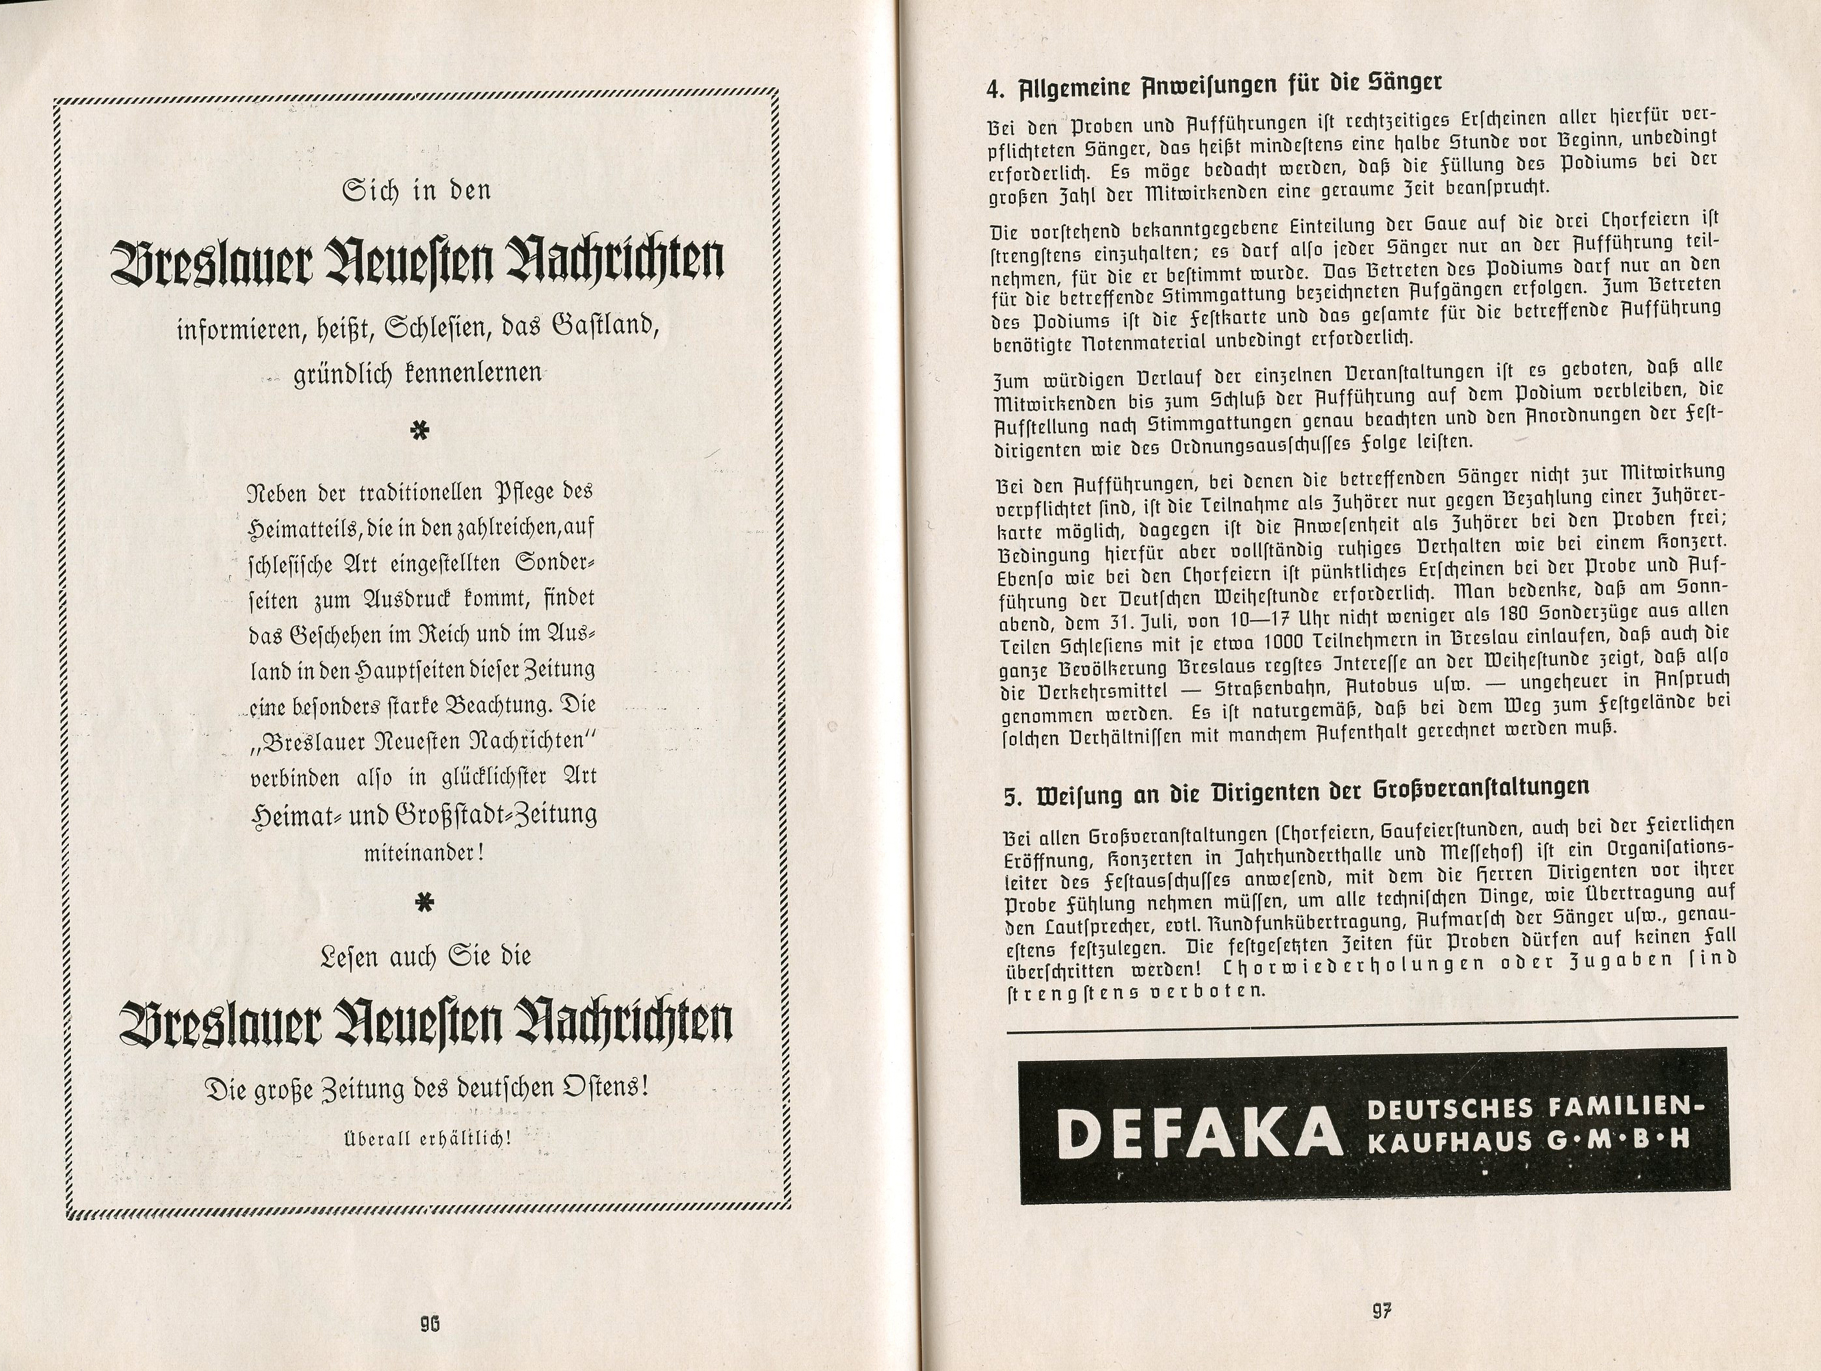 Sich in den
Breslauer Neuesten Nachrichten
informieren, heißt, Schlesien, das Gastland,
gründlich kennenlernen
*
Neben der traditionellen Pflege des
Heimatteils, die in den zahlreichen, auf
schlesische Art eingestellten Sonder-
seiten zum Ausdruck kommt, findet
das Geschehen im Reich und im Aus-
land in den Hauptseiten dieser Zeitung
eine besonders starke Beachtung. Die
„Breslauer Neuesten Nachrichten“
verbinden also in glücklichster Art
Heimat- und Großstadt-Zeitung
miteinander!
*
Lesen auch Sie die
Breslauer Neuesten Nachrichten
Die große Zeitung des deutschen Ostens!
Überall erhältlich!
96
4. Allgemeine Anweisungen für die Sänger
Bei den Proben und Aufführungen ist rechtzeitiges Erscheinen aller hierfür ver-
pflichteten Sänger, das heißt mindestens eine halbe Stunde vor Beginn, unbedingt
erforderlich. Es möge bedacht werden, daß die Füllung des Podiums bei der
großen Zahl der Mitwirkenden eine geraume Zeit beansprucht.
Die vorstehend bekanntgegebene Einteilung der Gaue auf die drei Chorfeiern ist
strengstens einzuhalten; es darf also jeder Sänger nur an der Aufführung teil-
nehmen, für die er bestimmt wurde. Das Betreten des Podiums darf nur an den
für die betreffende Stimmgattung bezeichneten Aufgängen erfolgen. Zum Betreten
des Podiums ist die Festkarte und das gesamte für die betreffende Aufführung
benötigte Notenmaterial unbedingt erforderlich.
Zum würdigen Verlauf der einzelnen Veranstaltungen ist es geboten, daß alle
Mitwirkenden bis zum Schluß der Aufführung auf dem Podium verbleiben, die
Aufstellung nach Stimmgattungen genau beachten und den Anordnungen der Fest-
dirigenten wie des Ordnungsausschusses Folge leisten.
Bei den Aufführungen, bei denen die betreffenden Sänger nicht zur Mitwirkung
verpflichtet sind, ist die Teilnahme als Zuhörer nur gegen Bezahlung einer Zuhörer-
karte möglich, dagegen ist die Anwesenheit als Zuhörer bei den Proben frei;
Bedingung hierfür aber vollständig ruhiges Verhalten wie bei einem Konzert.
Ebenso wie bei den Chorfeiern ist pünktliches Erscheinen bei der Probe und Auf-
führung der Deutschen Weihestunde erforderlich. Man bedenke, daß am Sonn-
abend, dem 31. Juli, von 10—17 Uhr nicht weniger als 180 Sonderzüge aus allen
Teilen Schlesiens mit je etwa 1000 Teilnehmern in Breslau einlaufen, daß auch die
ganze Bevölkerung Breslaus regstes Interesse an der Weihestunde zeigt, daß also
die Verkehrsmittel — Straßenbahn, Autobus usw. — ungeheuer in Anspruch
genommen werden. Es ist naturgemäß, daß bei dem Weg zum Festgelände bei
solchen Verhältnissen mit manchem Aufenthalt gerechnet werden muß.
5. Weisung an die Dirigenten der Großveranstaltungen
Bei allen Großveranstaltungen (Chorfeiern, Gaufeierstunden, auch bei der Feierlichen
Eröffnung, Konzerten in Jahrhunderthalle und Messehof) ist ein Organisations-
leiter des Festausschusses anwesend, mit dem die Herren Dirigenten vor ihrer
Probe Fühlung nehmen müssen, um alle technischen Dinge, wie Übertragung auf
den Lautsprecher, evtl. Rundfunkübertragung, Aufmarsch der Sänger usw., genau-
estens festzulegen. Die festgesetzten Zeiten für Proben dürfen auf keinen Fall
überschritten werden! Chorwiederholungen oder Zugaben sind
strengstens verboten.
DEFAKA DEUTSCHES FAMILIEN-
KAUFHAUS G·M·B·H
97